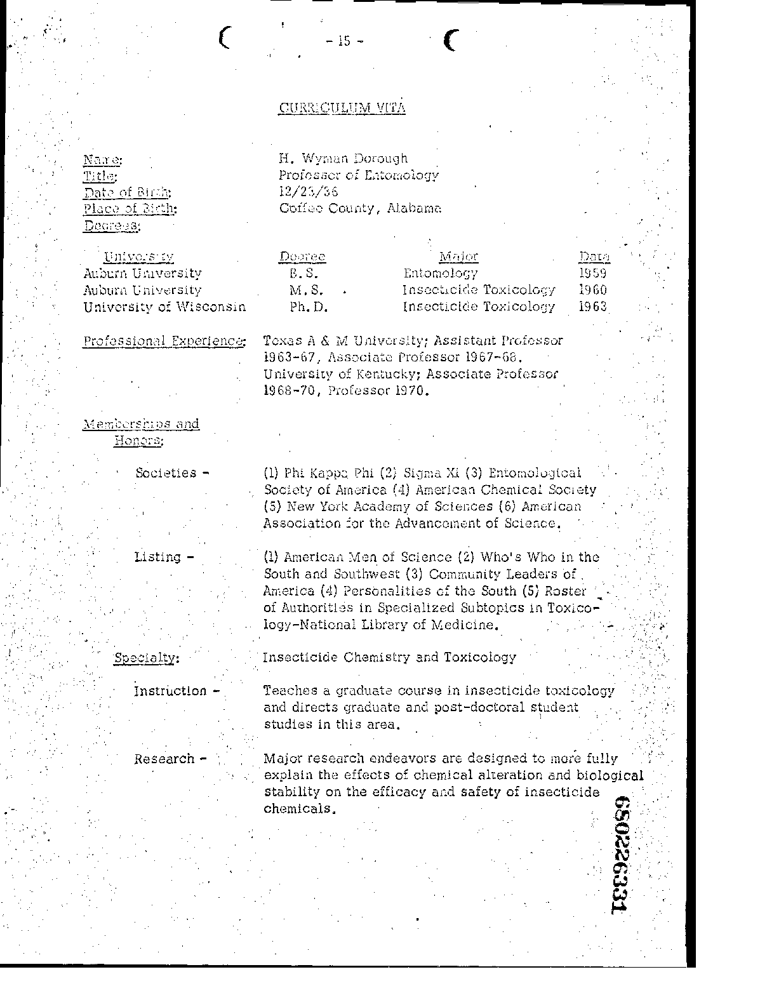 - 15 -
CURRICULUM VITA
Name: H. Wyman Dorough
Title: Professor of Entomology
Date of Birth: 12/23/36
Place of Birth: Coffee County, Alabama
Degrees:
University Degree Major Date
Auburn University B.S. Entomology 1959
Auburn University M.S. Insecticide Toxicology 1960
University of Wisconsin Ph.D. Insecticide Toxicology 1963
Professional Experience: Texas A & M University; Assistant Professor
1963-67, Associate Professor 1967-68.
University of Kentucky; Associate Professor
1968-70, Professor 1970.
Memberships and
Honors:
Societies - (1) Phi Kappa Phi (2) Sigma Xi (3) Entomological
Society of America (4) American Chemical Society
(5) New York Academy of Sciences (6) American
Association for the Advancement of Science.
Listing - (1) American Men of Science (2) Who's Who in the
South and Southwest (3) Community Leaders of
America (4) Personalities of the South (5) Roster
of Authorities in Specialized Subtopics in Toxico-
logy-National Library of Medicine.
Specialty: Insecticide Chemistry and Toxicology
Instruction - Teaches a graduate course in insecticide toxicology
and directs graduate and post-doctoral student
studies in this area.
Research - Major research endeavors are designed to more fully
explain the effects of chemical alteration and biological
stability on the efficacy and safety of insecticide
chemicals.
680226331